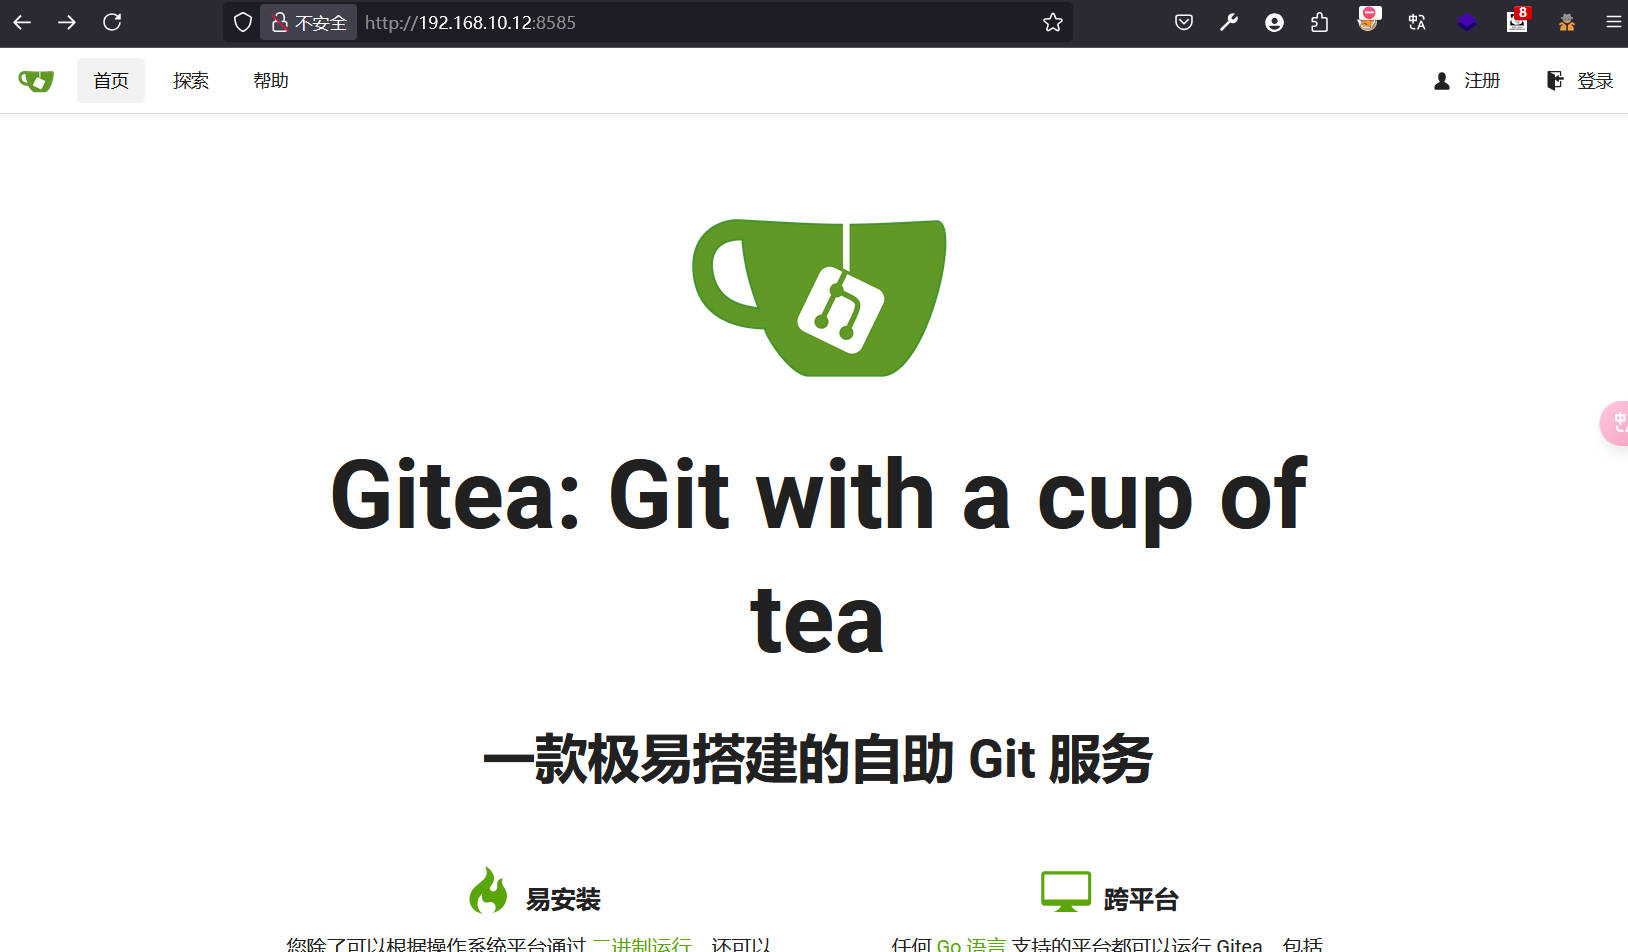 不安全 http://192.168.10.12:8585
8
首页 探索 帮助 注册 登录
Gitea: Git with a cup of
tea
一款极易搭建的自助 Git 服务
易安装 跨平台
您除了可以根据操作系统平台通过 二进制运行，还可以 任何 Go 语言 支持的平台都可以运行 Gitea，包括